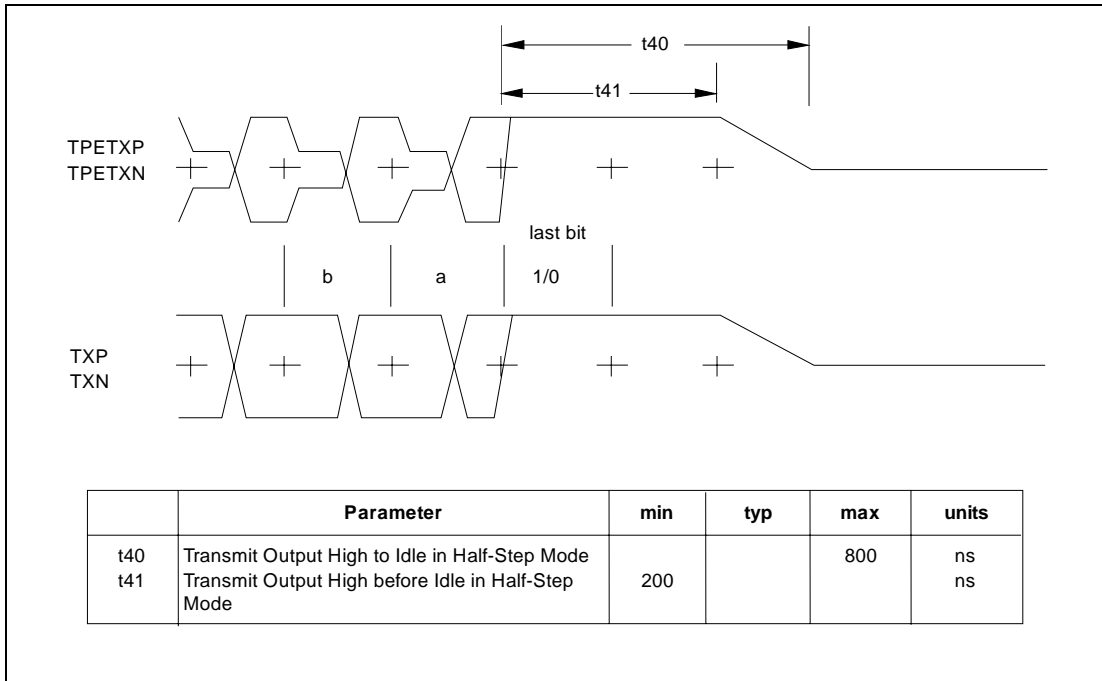 t40
t41
TPETXP
TPETXN
last bit
b a 1/0
TXP
TXN
Parameter min typ max units
t40 Transmit Output High to Idle in Half-Step Mode 800 ns
t41 Transmit Output High before Idle in Half-Step 200 ns
Mode